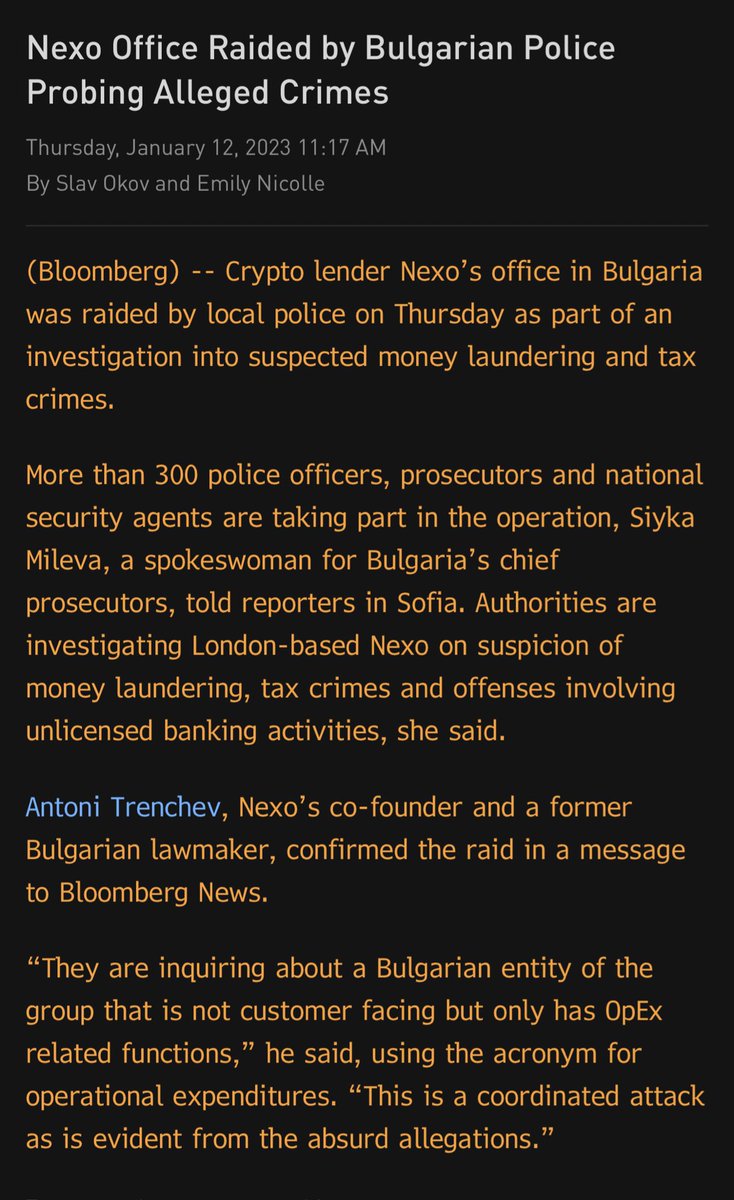 Nexo Office Raided by Bulgarian Police
Probing Alleged Crimes
Thursday, January 12, 2023 11:17 AM
By Slav Okov and Emily Nicolle
(Bloomberg) -- Crypto lender Nexo’s office in Bulgaria
was raided by local police on Thursday as part of an
investigation into suspected money laundering and tax
crimes.
More than 300 police officers, prosecutors and national
security agents are taking part in the operation, Siyka
Mileva, a spokeswoman for Bulgaria’s chief
prosecutors, told reporters in Sofia. Authorities are
investigating London-based Nexo on suspicion of
money laundering, tax crimes and offenses involving
unlicensed banking activities, she said.
Antoni Trenchev, Nexo’s co-founder and a former
Bulgarian lawmaker, confirmed the raid in a message
to Bloomberg News.
“They are inquiring about a Bulgarian entity of the
group that is not customer facing but only has OpEx
related functions,” he said, using the acronym for
operational expenditures. “This is a coordinated attack
as is evident from the absurd allegations.”